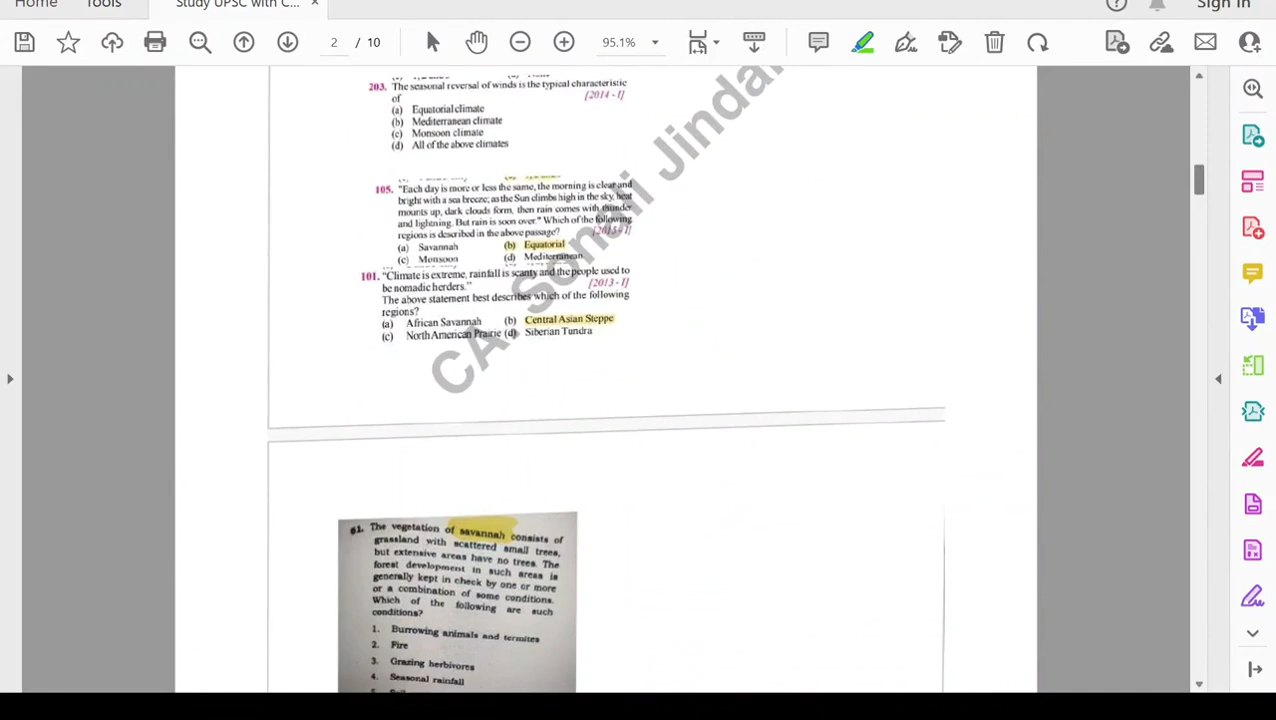 Home Tools Study UPSC with C... × Sign In
2 / 10 95.1%
203. The seasonal reversal of winds is the typical characteristic
of [2014 - I]
(a) Equatorial climate
(b) Mediterranean climate
(c) Monsoon climate
(d) All of the above climates
105. "Each day is more or less the same, the morning is clear and
bright with a sea breeze; as the Sun climbs high in the sky, heat
mounts up, dark clouds form, then rain comes with thunder
and lightning. But rain is soon over." Which of the following
regions is described in the above passage? [2015 - I]
(a) Savannah (b) Equatorial
(c) Monsoon (d) Mediterranean
101. "Climate is extreme, rainfall is scanty and the people used to
be nomadic herders." [2013 - I]
The above statement best describes which of the following
regions?
(a) African Savannah (b) Central Asian Steppe
(c) North American Prairie (d) Siberian Tundra
CA. Sonali Jindal
61. The vegetation of savannah consists of
grassland with scattered small trees,
but extensive areas have no trees. The
forest development in such areas is
generally kept in check by one or more
or a combination of some conditions.
Which of the following are such
conditions?
1. Burrowing animals and termites
2. Fire
3. Grazing herbivores
4. Seasonal rainfall